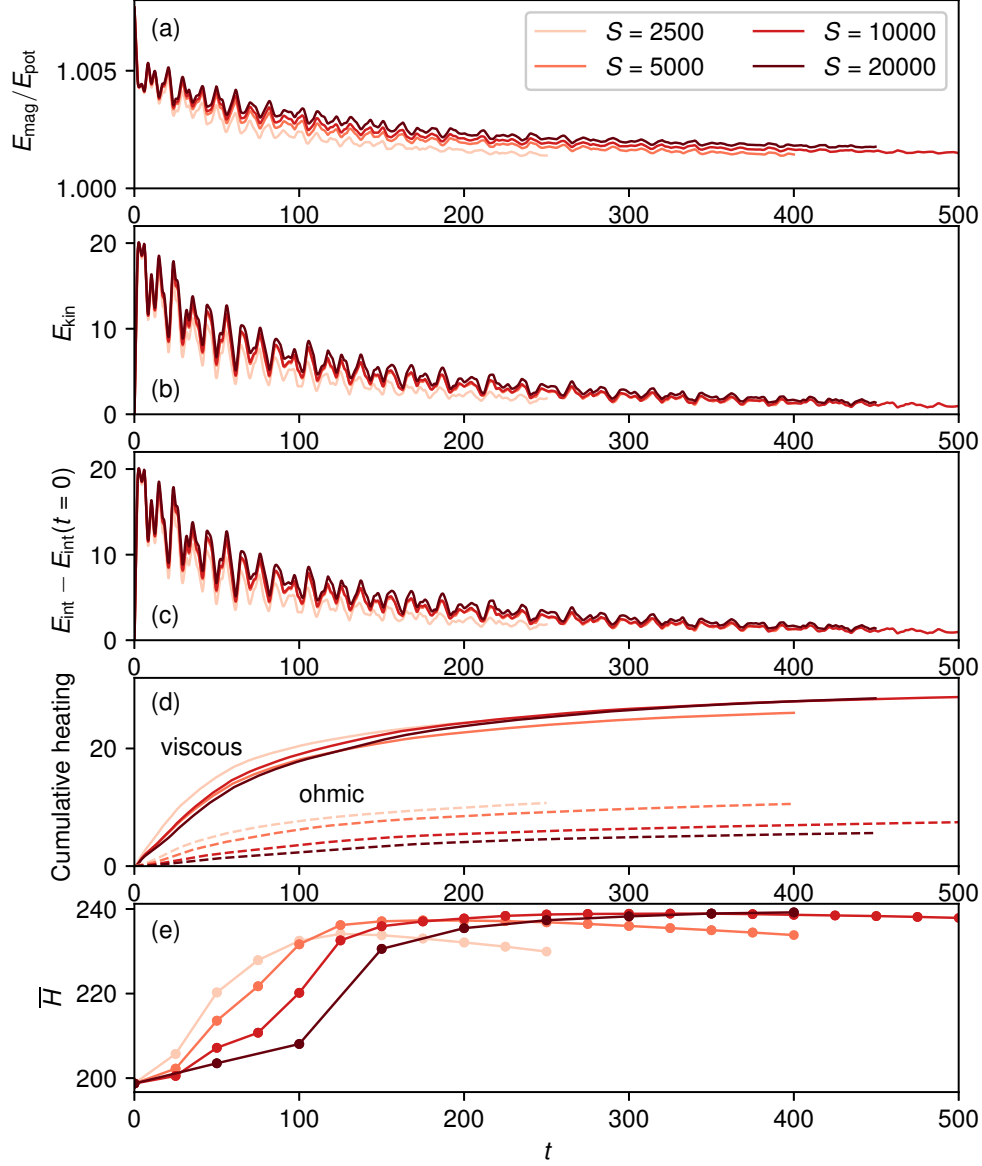 (a)
S = 2500
S = 5000
S = 10000
S = 20000
E_mag / E_pot
1.005
1.000
0 100 200 300 400 500
(b)
E_kin
20
10
0
0 100 200 300 400 500
(c)
E_int − E_int(t = 0)
20
10
0
0 100 200 300 400 500
(d)
Cumulative heating
viscous
ohmic
20
0
0 100 200 300 400 500
(e)
H̅
240
220
200
0 100 200 300 400 500
t